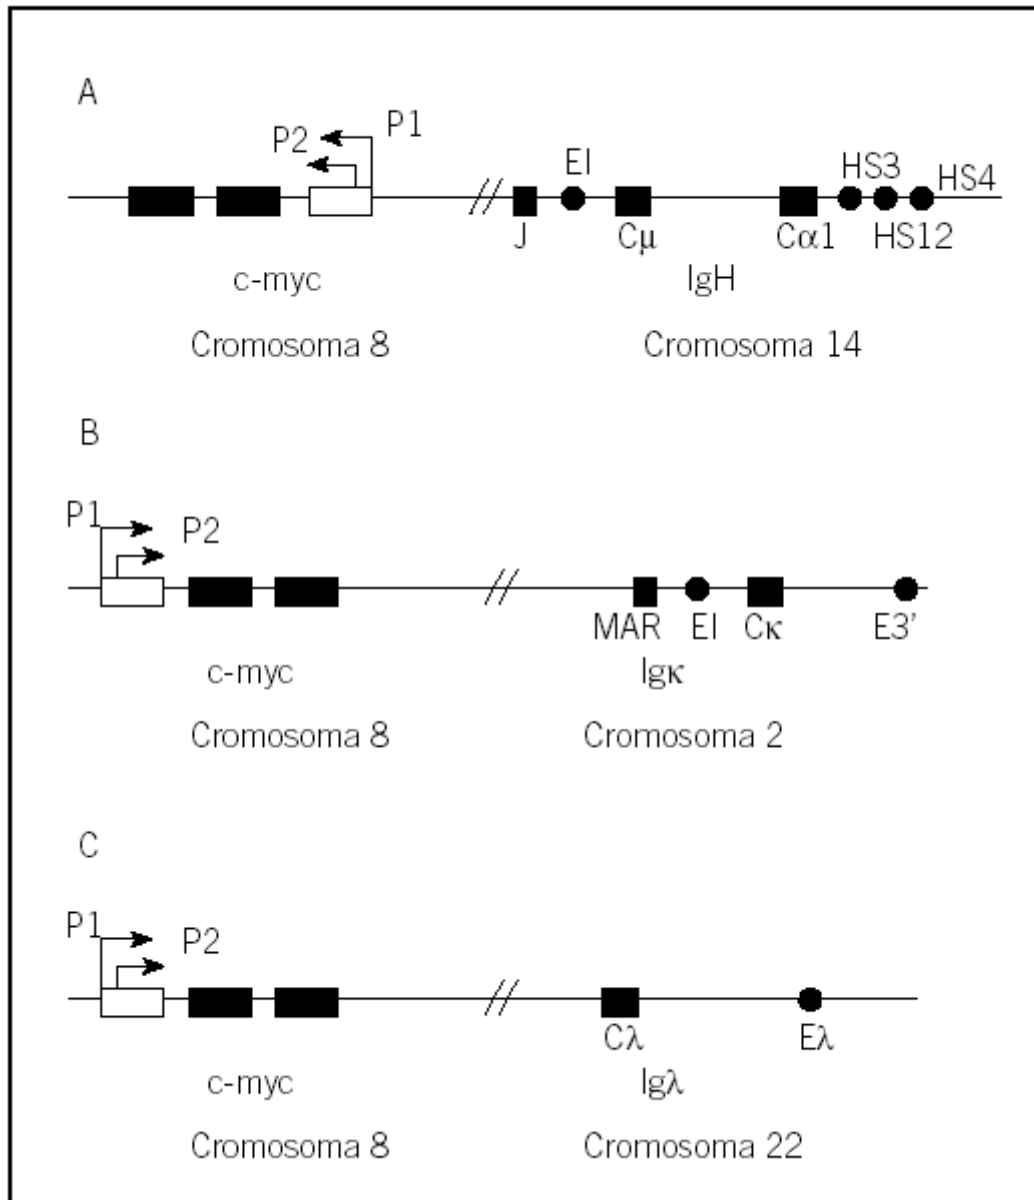 A
P2 P1
EI HS3 HS4
J Cμ Cα1 HS12
c-myc IgH
Cromosoma 8 Cromosoma 14
B
P1 P2
MAR EI Cκ E3'
c-myc Igκ
Cromosoma 8 Cromosoma 2
C
P1 P2
Cλ Eλ
c-myc Igλ
Cromosoma 8 Cromosoma 22